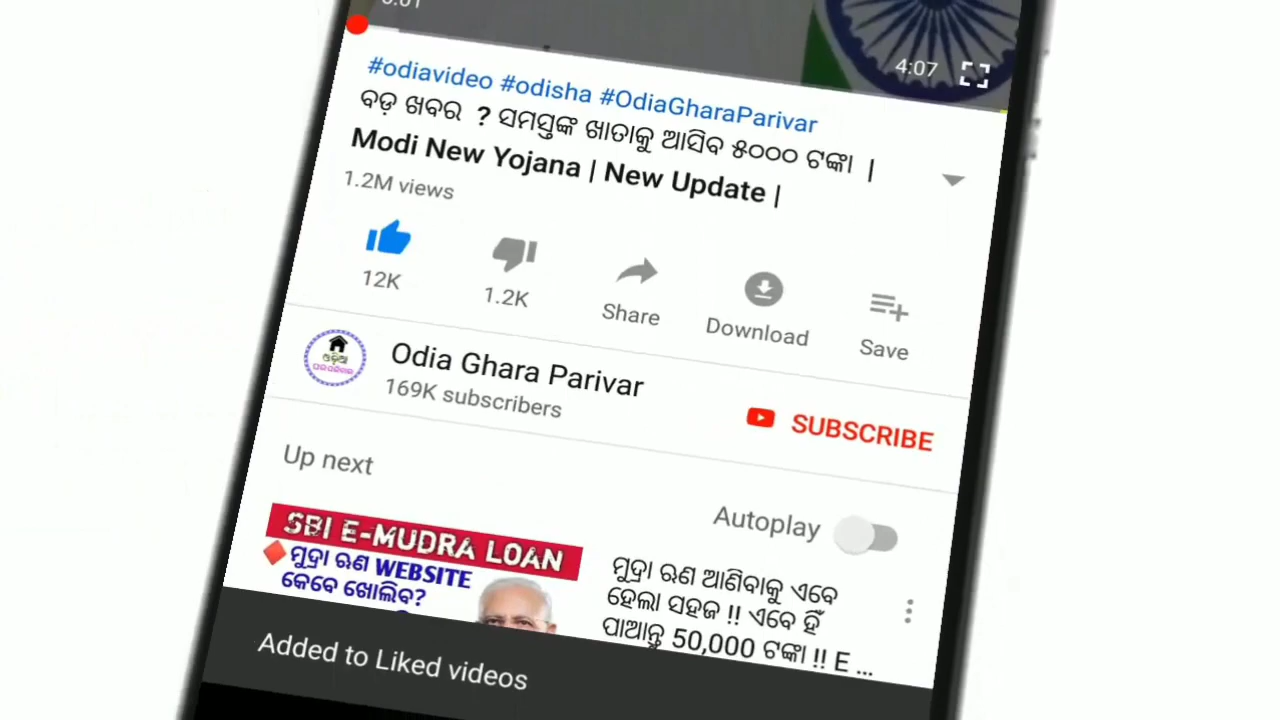 4:07
#odiavideo #odisha #OdiaGharaParivar
ବଡ଼ ଖବର ? ସମସ୍ତଙ୍କ ଖାତାକୁ ଆସିବ ୫୦୦୦ ଟଙ୍କା |
Modi New Yojana | New Update |
1.2M views
12K
1.2K
Share
Download
Save
ଓଡ଼ିଆ
Odia Ghara Parivar
169K subscribers
SUBSCRIBE
Up next
Autoplay
SBI E-MUDRA LOAN
ମୁଦ୍ରା ଋଣ WEBSITE
କେବେ ଖୋଲିବ?
ମୁଦ୍ରା ଋଣ ଆଣିବାକୁ ଏବେ
ହେଲା ସହଜ !! ଏବେ ହିଁ
ପାଆନ୍ତୁ 50,000 ଟଙ୍କା !! E ...
Added to Liked videos